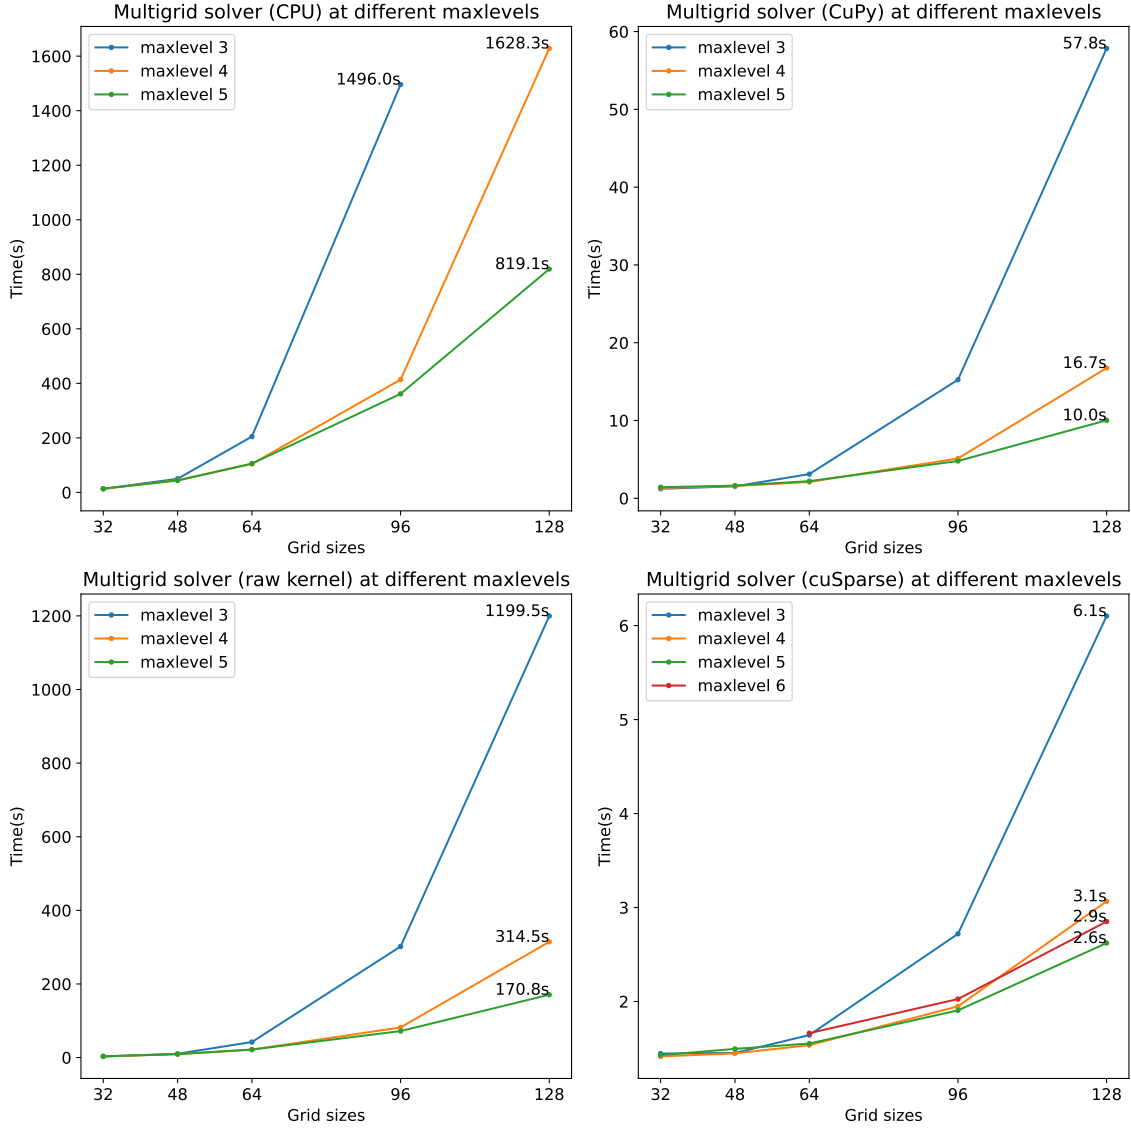 Multigrid solver (CPU) at different maxlevels
maxlevel 3
maxlevel 4
maxlevel 5
1496.0s
1628.3s
819.1s
1600
1400
1200
1000
800
600
400
200
0
Time(s)
32 48 64 96 128
Grid sizes
Multigrid solver (CuPy) at different maxlevels
maxlevel 3
maxlevel 4
maxlevel 5
57.8s
16.7s
10.0s
60
50
40
30
20
10
0
Time(s)
32 48 64 96 128
Grid sizes
Multigrid solver (raw kernel) at different maxlevels
maxlevel 3
maxlevel 4
maxlevel 5
1199.5s
314.5s
170.8s
1200
1000
800
600
400
200
0
Time(s)
32 48 64 96 128
Grid sizes
Multigrid solver (cuSparse) at different maxlevels
maxlevel 3
maxlevel 4
maxlevel 5
maxlevel 6
6.1s
3.1s
2.9s
2.6s
6
5
4
3
2
Time(s)
32 48 64 96 128
Grid sizes